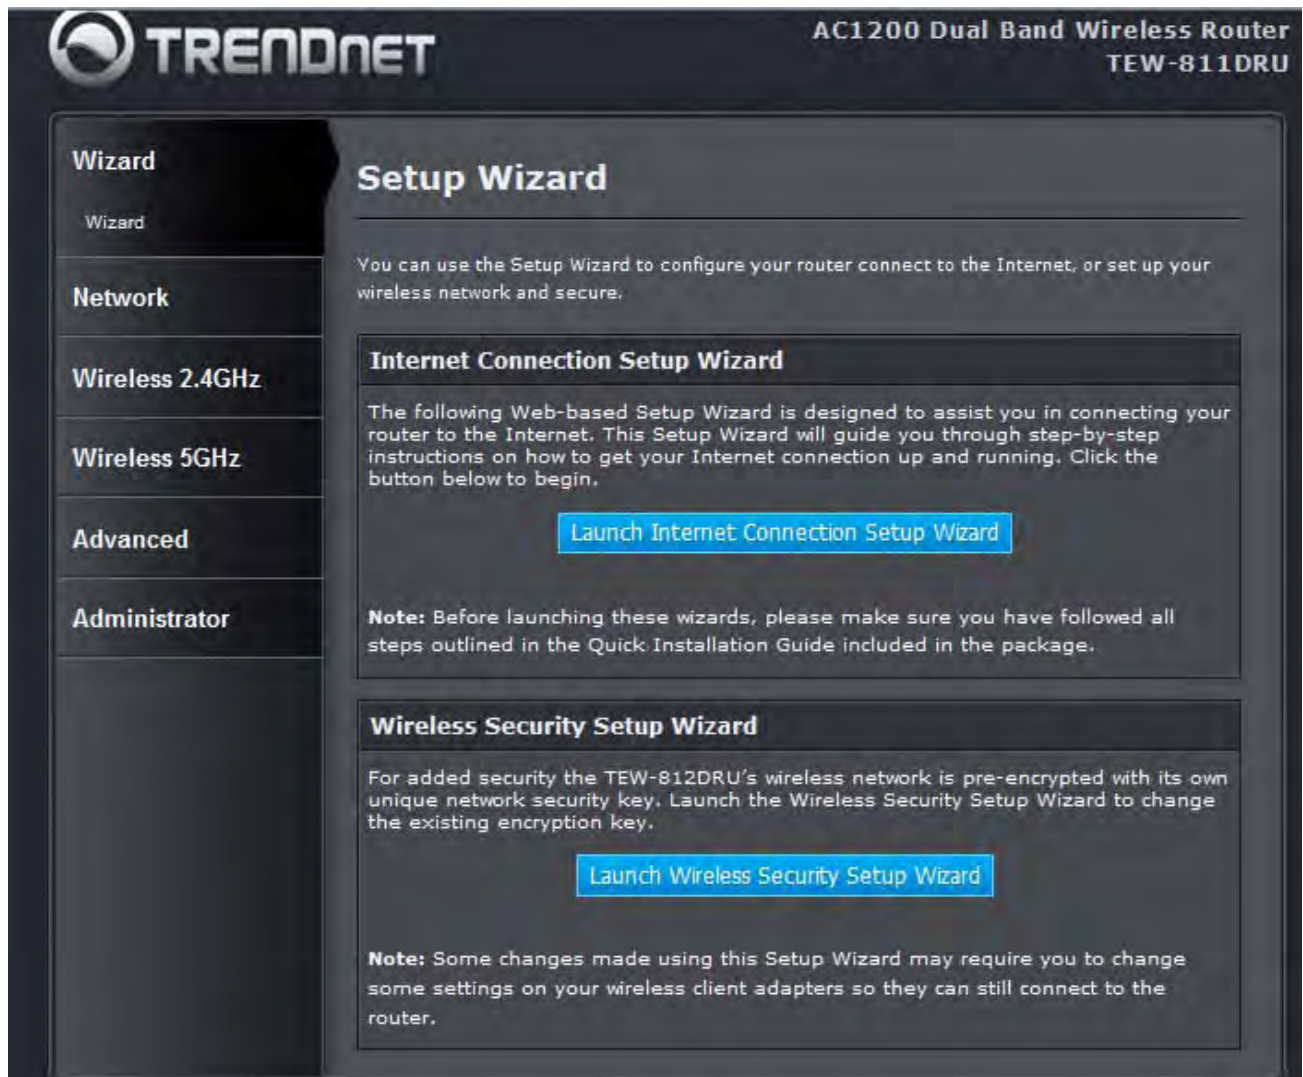 TRENDNET
AC1200 Dual Band Wireless Router
TEW-811DRU
Wizard
Wizard
Network
Wireless 2.4GHz
Wireless 5GHz
Advanced
Administrator
Setup Wizard
You can use the Setup Wizard to configure your router connect to the Internet, or set up your
wireless network and secure.
Internet Connection Setup Wizard
The following Web-based Setup Wizard is designed to assist you in connecting your
router to the Internet. This Setup Wizard will guide you through step-by-step
instructions on how to get your Internet connection up and running. Click the
button below to begin.
Launch Internet Connection Setup Wizard
Note: Before launching these wizards, please make sure you have followed all
steps outlined in the Quick Installation Guide included in the package.
Wireless Security Setup Wizard
For added security the TEW-812DRU's wireless network is pre-encrypted with its own
unique network security key. Launch the Wireless Security Setup Wizard to change
the existing encryption key.
Launch Wireless Security Setup Wizard
Note: Some changes made using this Setup Wizard may require you to change
some settings on your wireless client adapters so they can still connect to the
router.